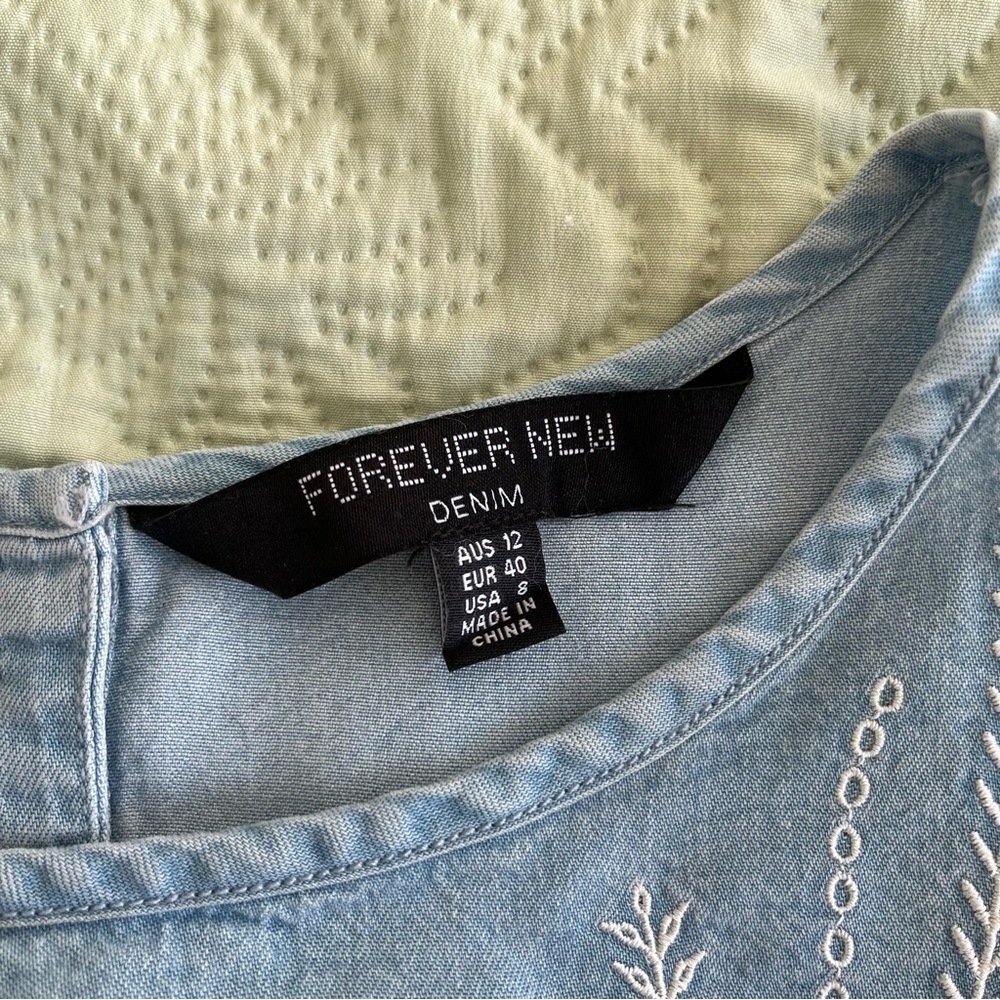 FOREVER NEW
DENIM
AUS 12
EUR 40
USA 8
MADE IN
CHINA